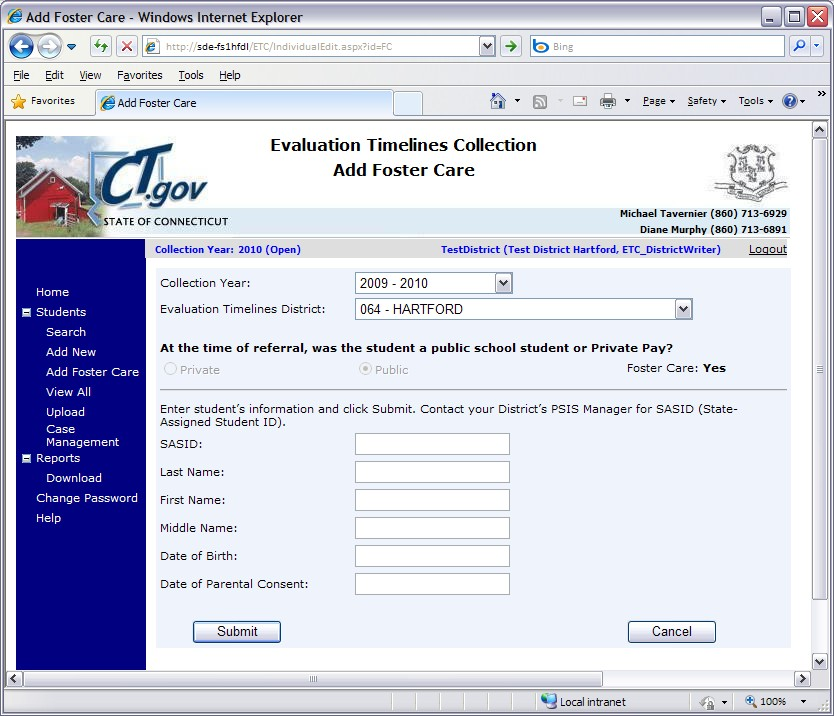 Add Foster Care - Windows Internet Explorer
http://sde-fs1hfdl/ETC/IndividualEdit.aspx?id=FC
Bing
File Edit View Favorites Tools Help
Favorites Add Foster Care Page Safety Tools »
CT.gov
STATE OF CONNECTICUT
Evaluation Timelines Collection
Add Foster Care
Michael Tavernier (860) 713-6929
Diane Murphy (860) 713-6891
Collection Year: 2010 (Open) TestDistrict (Test District Hartford, ETC_DistrictWriter) Logout
Home
Students
Search
Add New
Add Foster Care
View All
Upload
Case
Management
Reports
Download
Change Password
Help
Collection Year: 2009 - 2010
Evaluation Timelines District: 064 - HARTFORD
At the time of referral, was the student a public school student or Private Pay?
Private Public Foster Care: Yes
Enter student's information and click Submit. Contact your District's PSIS Manager for SASID (State-
Assigned Student ID).
SASID:
Last Name:
First Name:
Middle Name:
Date of Birth:
Date of Parental Consent:
Submit Cancel
Local intranet 100%